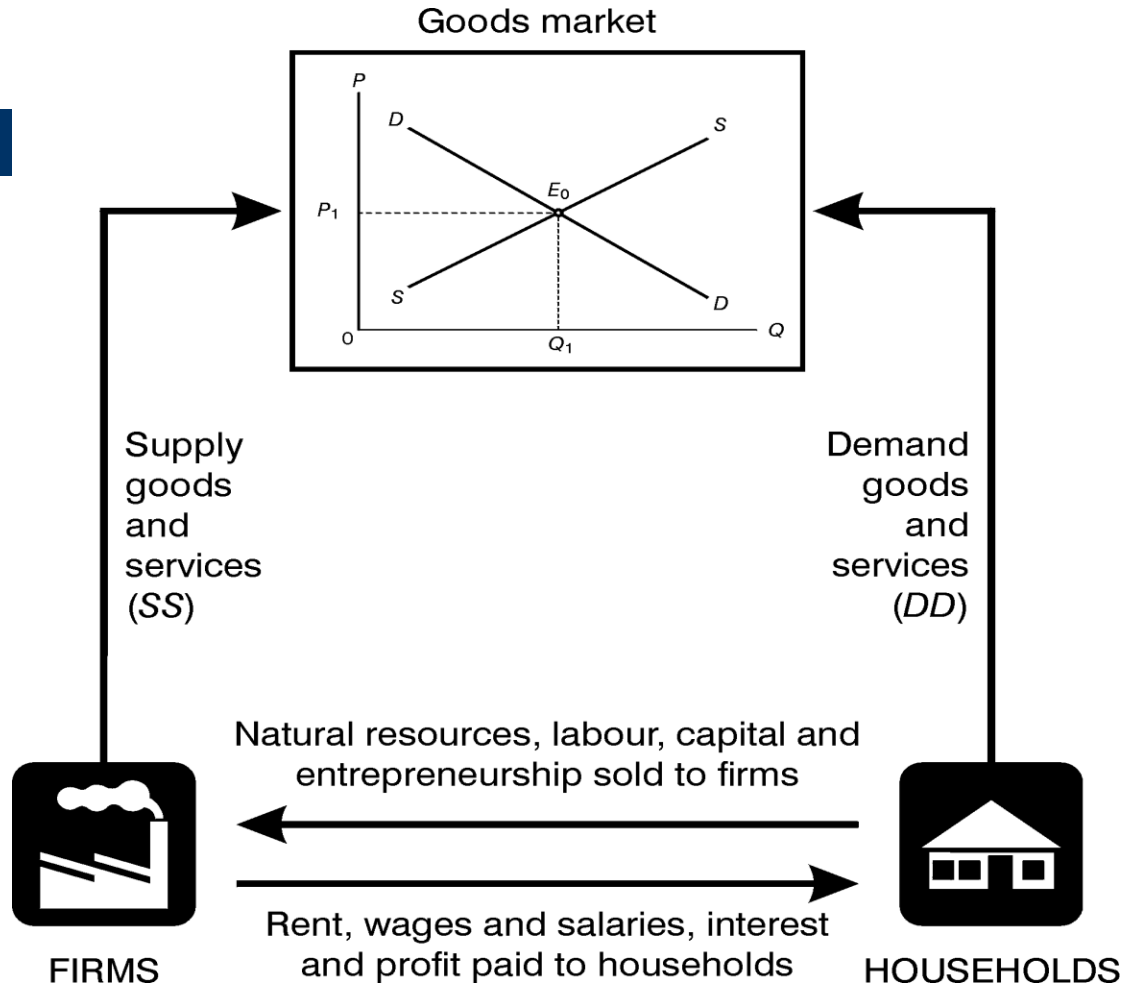 Goods market
P
D
S
E0
P1
S
D
Q
0
Q1
Supply
goods
and
services
(SS)
Demand
goods
and
services
(DD)
Natural resources, labour, capital and
entrepreneurship sold to firms
Rent, wages and salaries, interest
and profit paid to households
FIRMS
HOUSEHOLDS